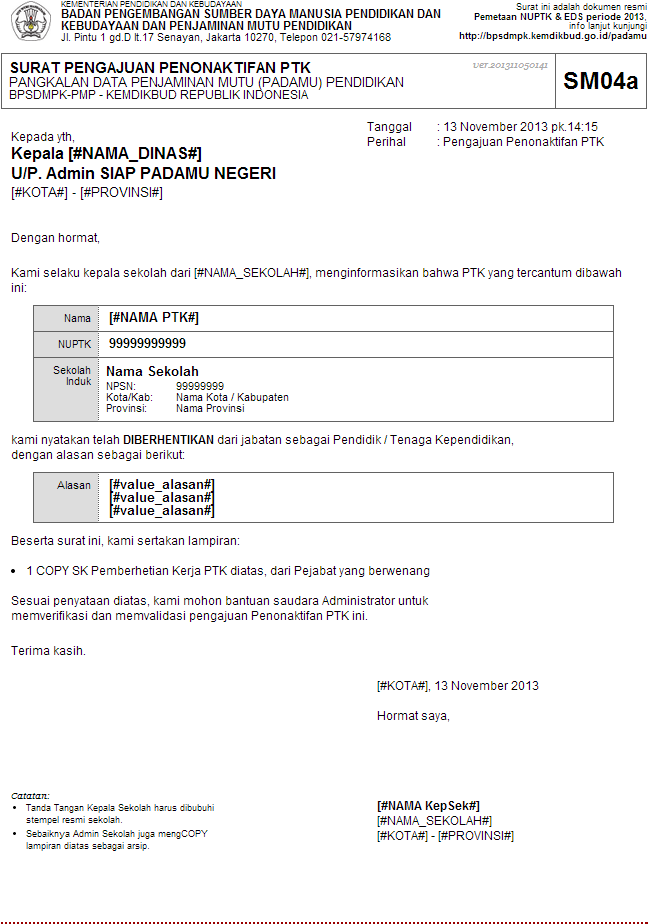 KEMENTERIAN PENDIDIKAN DAN KEBUDAYAAN
BADAN PENGEMBANGAN SUMBER DAYA MANUSIA PENDIDIKAN DAN
KEBUDAYAAN DAN PENJAMINAN MUTU PENDIDIKAN
Jl. Pintu 1 gd.D lt.17 Senayan, Jakarta 10270, Telepon 021-57974168
Surat ini adalah dokumen resmi
Pemetaan NUPTK & EDS periode 2013,
info lanjut kunjungi
http://bpsdmpk.kemdikbud.go.id/padamu
SURAT PENGAJUAN PENONAKTIFAN PTK
PANGKALAN DATA PENJAMINAN MUTU (PADAMU) PENDIDIKAN
BPSDMPK-PMP - KEMDIKBUD REPUBLIK INDONESIA
ver.201311050141
SM04a
Tanggal : 13 November 2013 pk.14:15
Perihal : Pengajuan Penonaktifan PTK
Kepada yth,
Kepala [#NAMA_DINAS#]
U/P. Admin SIAP PADAMU NEGERI
[#KOTA#] - [#PROVINSI#]
Dengan hormat,
Kami selaku kepala sekolah dari [#NAMA_SEKOLAH#], menginformasikan bahwa PTK yang tercantum dibawah
ini:
Nama [#NAMA PTK#]
NUPTK 99999999999
Sekolah Induk Nama Sekolah
NPSN: 99999999
Kota/Kab: Nama Kota / Kabupaten
Provinsi: Nama Provinsi
kami nyatakan telah DIBERHENTIKAN dari jabatan sebagai Pendidik / Tenaga Kependidikan,
dengan alasan sebagai berikut:
Alasan [#value_alasan#]
[#value_alasan#]
[#value_alasan#]
Beserta surat ini, kami sertakan lampiran:
• 1 COPY SK Pemberhetian Kerja PTK diatas, dari Pejabat yang berwenang
Sesuai penyataan diatas, kami mohon bantuan saudara Administrator untuk
memverifikasi dan memvalidasi pengajuan Penonaktifan PTK ini.
Terima kasih.
[#KOTA#], 13 November 2013
Hormat saya,
Catatan:
• Tanda Tangan Kepala Sekolah harus dibubuhi
stempel resmi sekolah.
• Sebaiknya Admin Sekolah juga mengCOPY
lampiran diatas sebagai arsip.
[#NAMA KepSek#]
[#NAMA_SEKOLAH#]
[#KOTA#] - [#PROVINSI#]